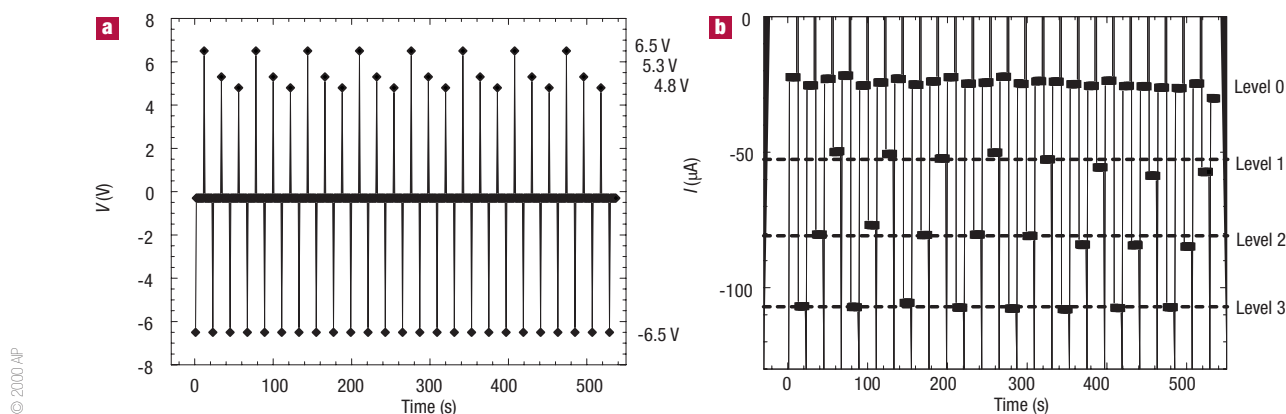 a
8
6
4
2
0
-2
-4
-6
-8
V (V)
0 100 200 300 400 500
Time (s)
6.5 V
5.3 V
4.8 V
-6.5 V
© 2000 AIP
b
0
-50
-100
I (µA)
0 100 200 300 400 500
Time (s)
Level 0
Level 1
Level 2
Level 3